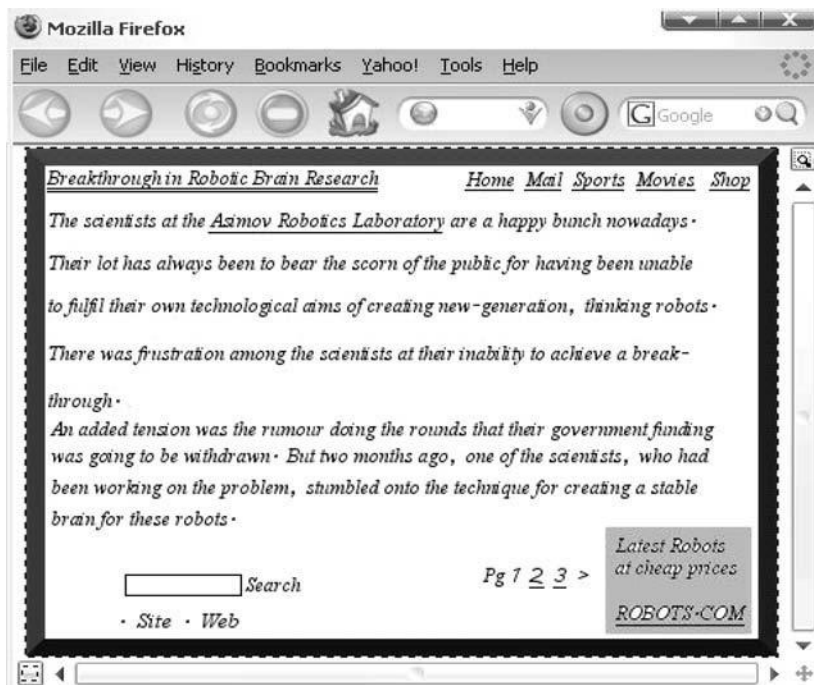 Mozilla Firefox
File Edit View History Bookmarks Yahoo! Tools Help
G Google
Breakthrough in Robotic Brain Research Home Mail Sports Movies Shop
The scientists at the Asimov Robotics Laboratory are a happy bunch nowadays·
Their lot has always been to bear the scorn of the public for having been unable
to fulfil their own technological aims of creating new-generation, thinking robots·
There was frustration among the scientists at their inability to achieve a break-
through·
An added tension was the rumour doing the rounds that their government funding
was going to be withdrawn· But two months ago, one of the scientists, who had
been working on the problem, stumbled onto the technique for creating a stable
brain for these robots·
Latest Robots
at cheap prices
ROBOTS·COM
Pg 1 2 3 >
Search
· Site · Web